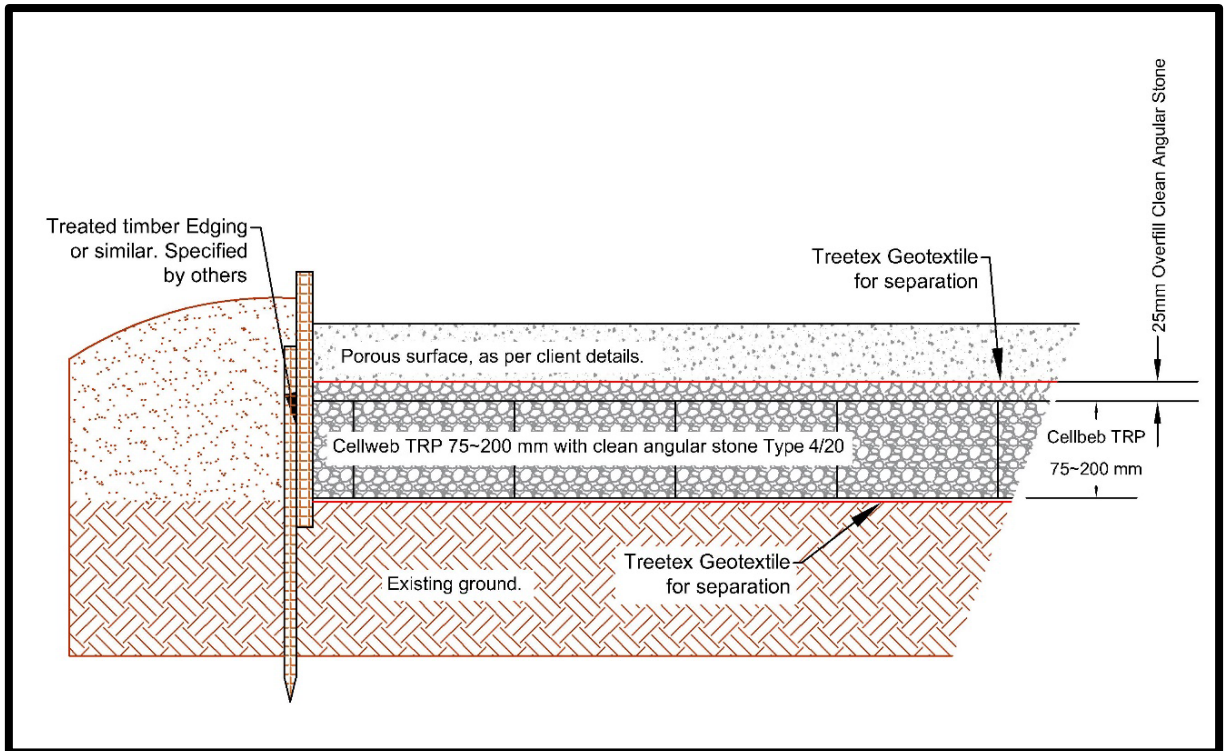 25mm Overfill Clean Angular Stone
Treated timber Edging
or similar. Specified
by others
Treetex Geotextile
for separation
Porous surface, as per client details.
Cellweb TRP 75~200 mm with clean angular stone Type 4/20
Cellbeb TRP
75~200 mm
Treetex Geotextile
for separation
Existing ground.